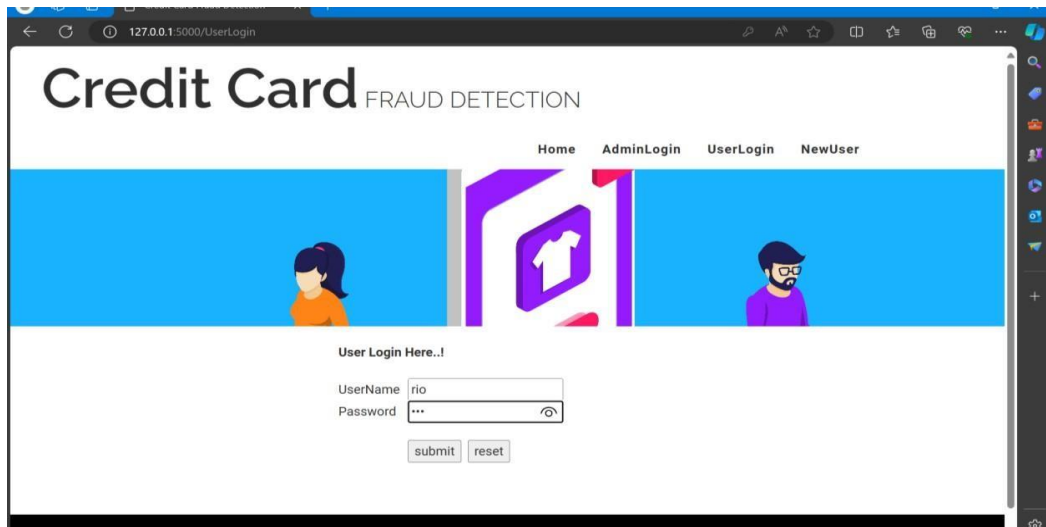 127.0.0.1:5000/UserLogin
Credit Card FRAUD DETECTION
Home AdminLogin UserLogin NewUser
User Login Here..!
UserName rio
Password •••
submit reset